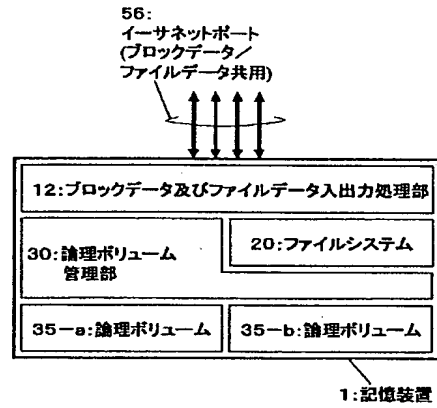 56:
イーサネットポート
(ブロックデータ/
ファイルデータ共用)
12:ブロックデータ及びファイルデータ入出力処理部
30:論理ボリューム
管理部
20:ファイルシステム
35-a:論理ボリューム
35-b:論理ボリューム
1:記憶装置